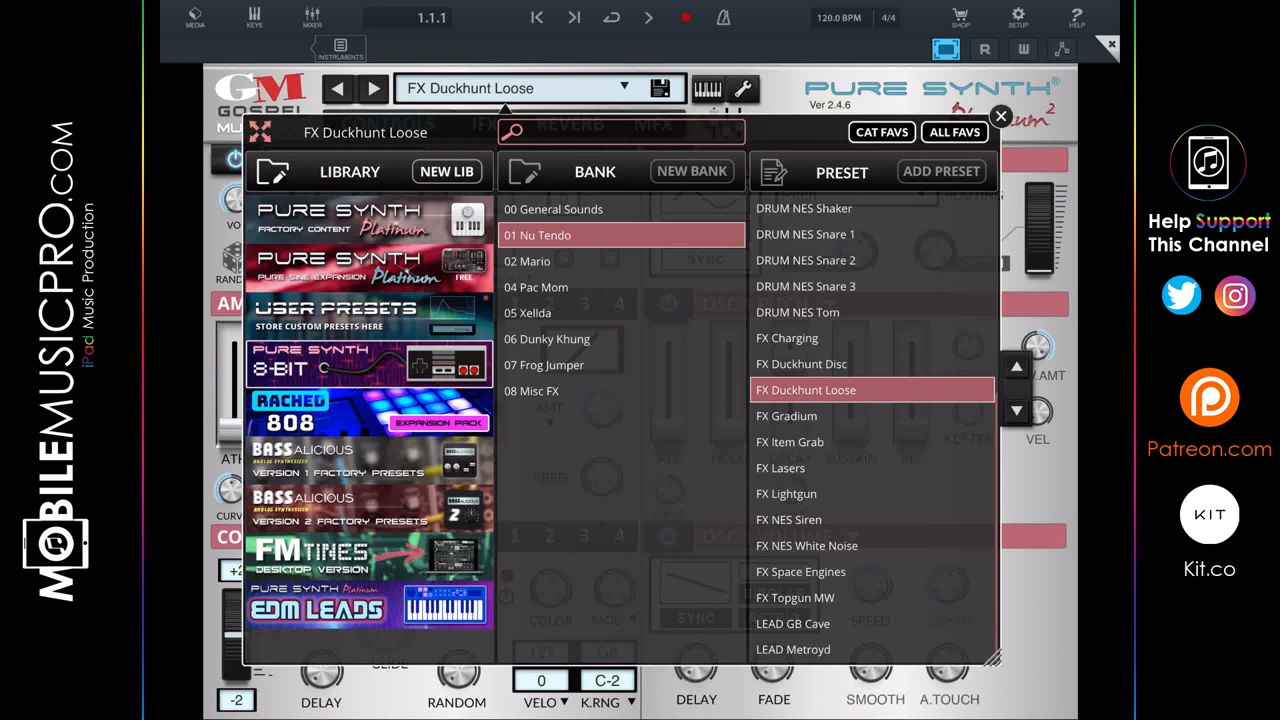 MEDIA
KEYS
MIXER
1.1.1
120.0 BPM
4/4
SHOP
SETUP
HELP
INSTRUMENTS
R
W
GM
GOSPEL
FX Duckhunt Loose
PURE SYNTH®
Ver 2.4.6
FX Duckhunt Loose
CAT FAVS
ALL FAVS
LIBRARY
NEW LIB
BANK
NEW BANK
PRESET
ADD PRESET
PURE SYNTH
FACTORY CONTENT Platinum
PURE SYNTH
PURE SINE EXPANSION Platinum
FREE
USER PRESETS
STORE CUSTOM PRESETS HERE
PURE SYNTH
8-BIT
RACHED
808
EXPANSION PACK
BASSALICIOUS
ANALOG SYNTHESIZER
VERSION 1 FACTORY PRESETS
BASSALICIOUS
ANALOG SYNTHESIZER
VERSION 2 FACTORY PRESETS
2
FMTINES
DESKTOP VERSION
PURE SYNTH Platinum
EDM LEADS
00 General Sounds
01 Nu Tendo
02 Mario
04 Pac Mom
05 Xellda
06 Dunky Khung
07 Frog Jumper
08 Misc FX
DRUM NES Shaker
DRUM NES Snare 1
DRUM NES Snare 2
DRUM NES Snare 3
DRUM NES Tom
FX Charging
FX Duckhunt Disc
FX Duckhunt Loose
FX Gradium
FX Item Grab
FX Lasers
FX Lightgun
FX NES Siren
FX NES White Noise
FX Space Engines
FX Topgun MW
LEAD GB Cave
LEAD Metroyd
VEL
-2
DELAY
RANDOM
0
C-2
VELO
K.RNG
DELAY
FADE
SMOOTH
A.TOUCH
MOBILEMUSICPRO.COM
iPad Music Production
Help Support
This Channel
Patreon.com
KIT
Kit.co